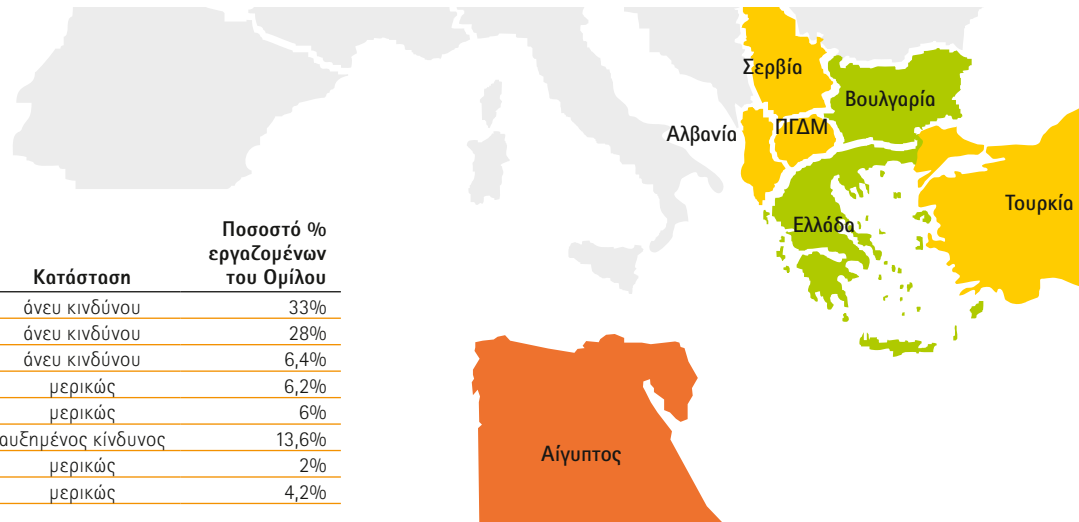 Σερβία
Βουλγαρία
ΠΓΔΜ
Αλβανία
Τουρκία
Ελλάδα
Αίγυπτος
Ποσοστό %
εργαζομένων
Κατάσταση του Ομίλου
άνευ κινδύνου 33%
άνευ κινδύνου 28%
άνευ κινδύνου 6,4%
μερικώς 6,2%
μερικώς 6%
αυξημένος κίνδυνος 13,6%
μερικώς 2%
μερικώς 4,2%